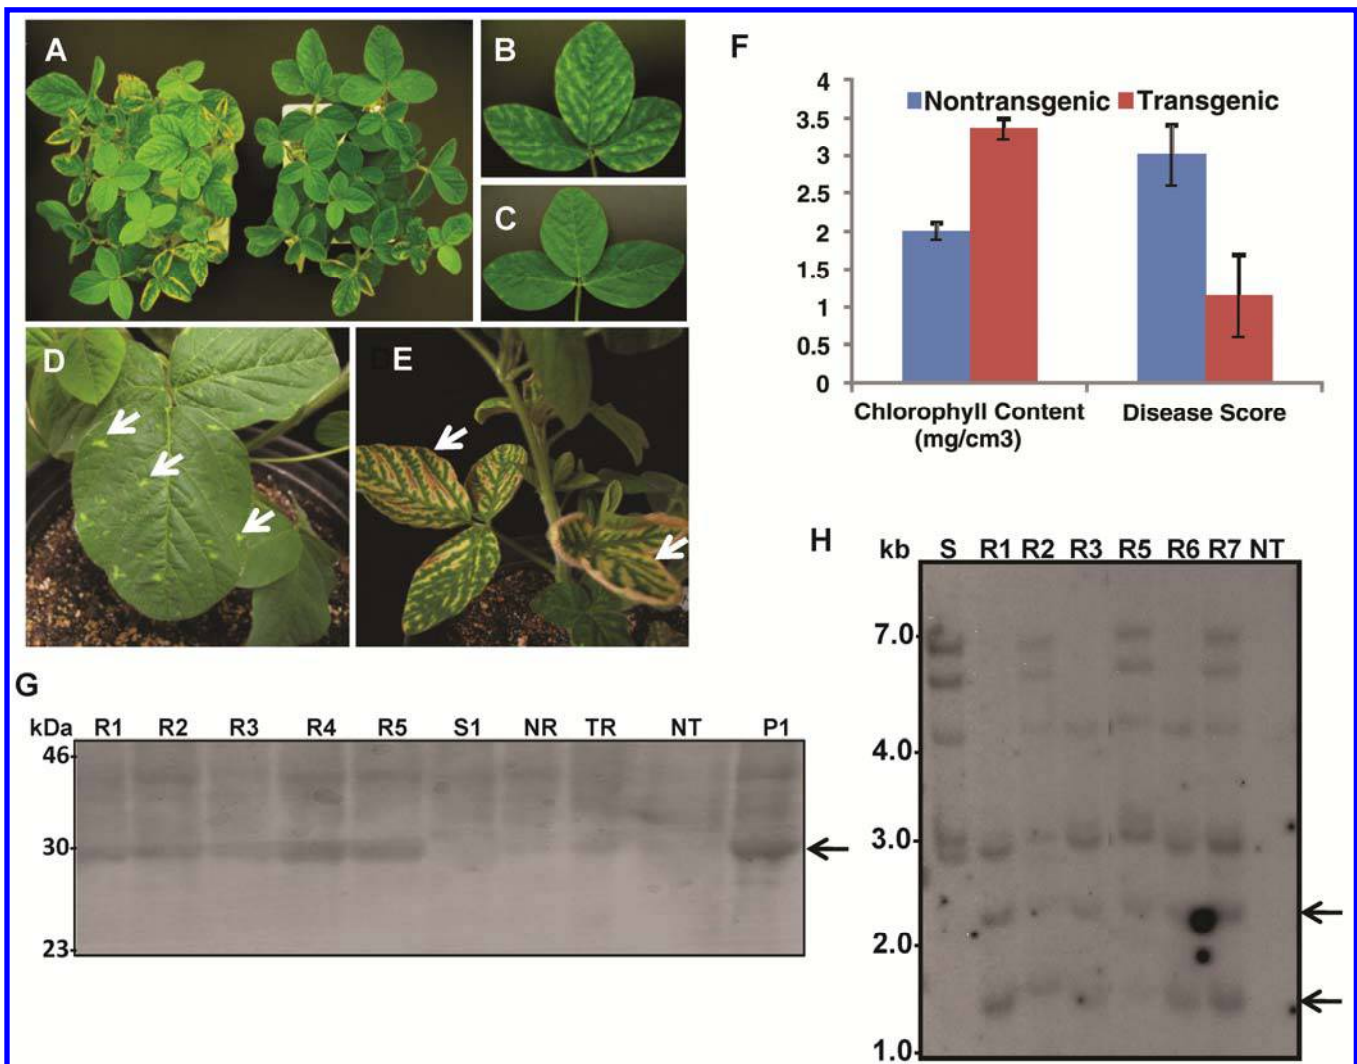 A
B
C
D
E
F
4
3.5
3
2.5
2
1.5
1
0.5
0
Nontransgenic Transgenic
Chlorophyll Content
(mg/cm3)
Disease Score
G
kDa R1 R2 R3 R4 R5 S1 NR TR NT P1
46
30
23
H
kb S R1 R2 R3 R5 R6 R7 NT
7.0
4.0
3.0
2.0
1.0